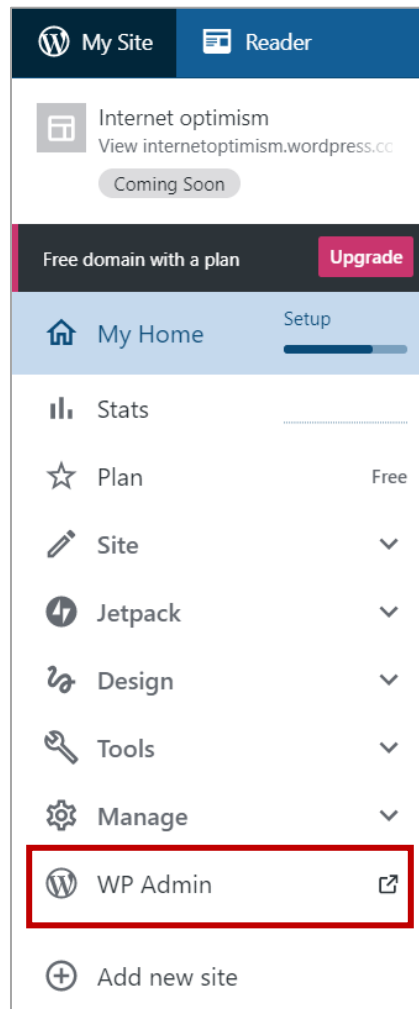 My Site Reader
Internet optimism
View internetoptimism.wordpress.cc
Coming Soon
Free domain with a plan Upgrade
My Home Setup
Stats
Plan Free
Site
Jetpack
Design
Tools
Manage
WP Admin
Add new site